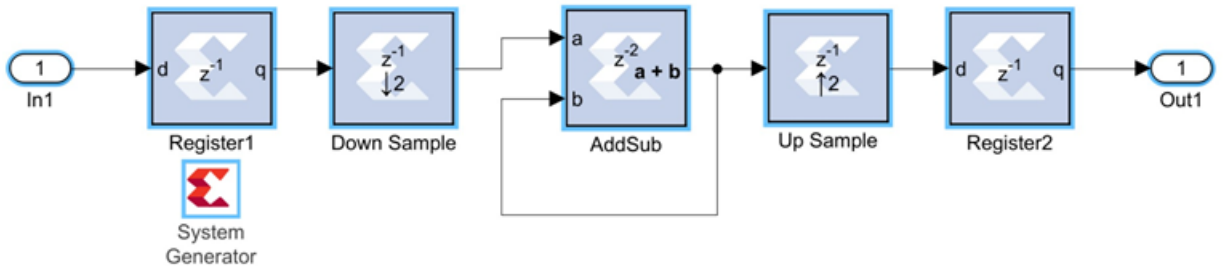 1
In1
d
z-1
q
Register1
z-1
↓2
Down Sample
a
b
z-2
a + b
AddSub
z-1
↑2
Up Sample
d
z-1
q
Register2
1
Out1
System
Generator